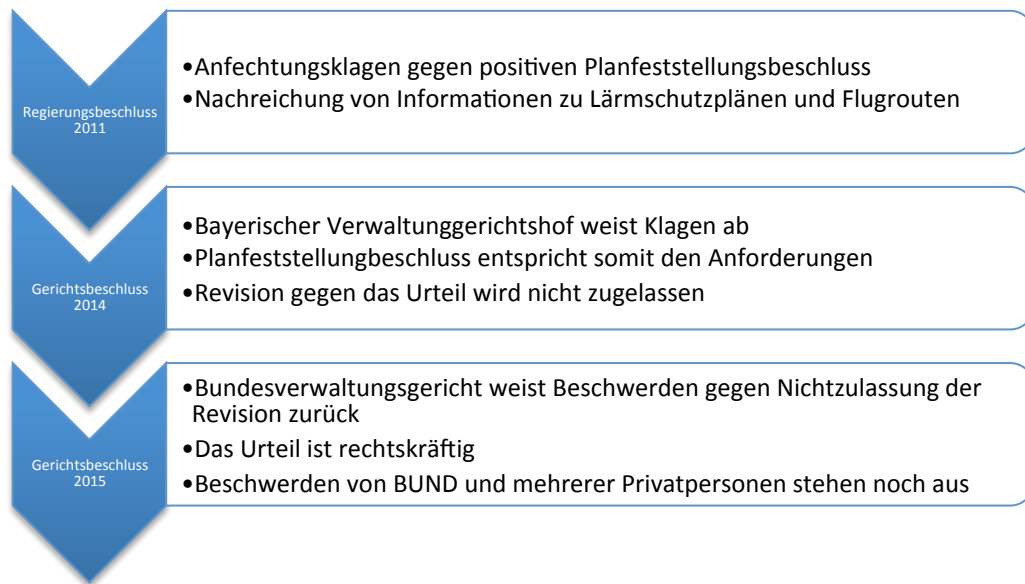 Regierungsbeschluss
2011
•Anfechtungsklagen gegen positiven Planfeststellungsbeschluss
•Nachreichung von Informationen zu Lärmschutzplänen und Flugrouten
Gerichtsbeschluss
2014
•Bayerischer Verwaltunggerichtshof weist Klagen ab
•Planfeststellungbeschluss entspricht somit den Anforderungen
•Revision gegen das Urteil wird nicht zugelassen
Gerichtsbeschluss
2015
•Bundesverwaltungsgericht weist Beschwerden gegen Nichtzulassung der
Revision zurück
•Das Urteil ist rechtskräftig
•Beschwerden von BUND und mehrerer Privatpersonen stehen noch aus